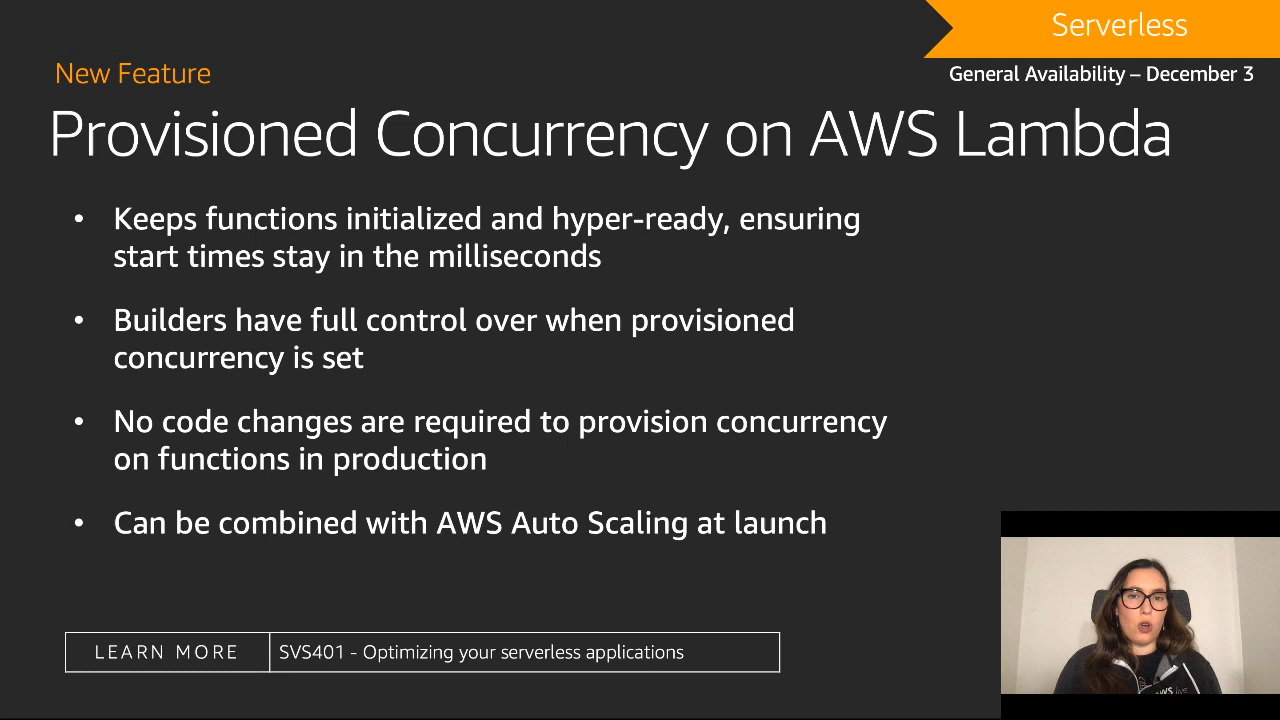 Serverless
New Feature
General Availability – December 3
Provisioned Concurrency on AWS Lambda
• Keeps functions initialized and hyper-ready, ensuring
start times stay in the milliseconds
• Builders have full control over when provisioned
concurrency is set
• No code changes are required to provision concurrency
on functions in production
• Can be combined with AWS Auto Scaling at launch
LEARN MORE
SVS401 - Optimizing your serverless applications
AWS live